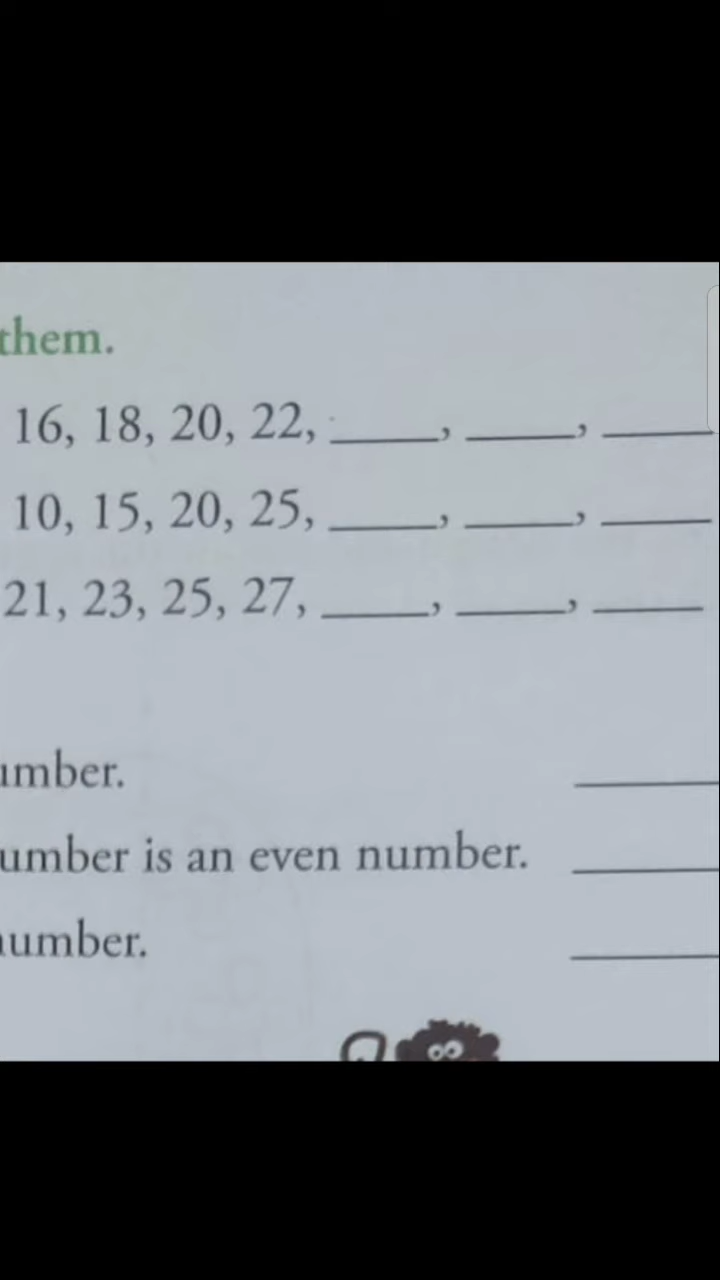 them.
16, 18, 20, 22, ____, ____, ____
10, 15, 20, 25, ____, ____, ____
21, 23, 25, 27, ____, ____, ____
umber. ____
umber is an even number. ____
number. ____